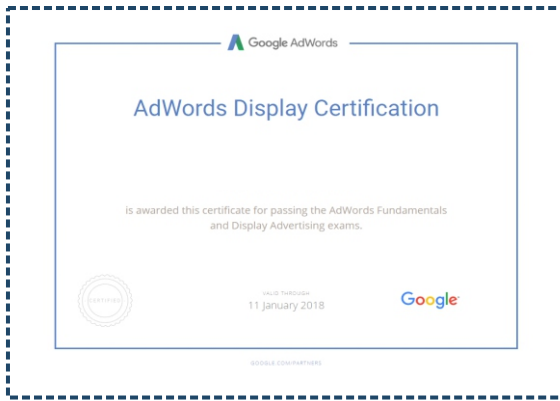 Google AdWords
AdWords Display Certification
is awarded this certificate for passing the AdWords Fundamentals
and Display Advertising exams.
CERTIFIED
VALID THROUGH
11 January 2018
Google
GOOGLE.COM/PARTNERS